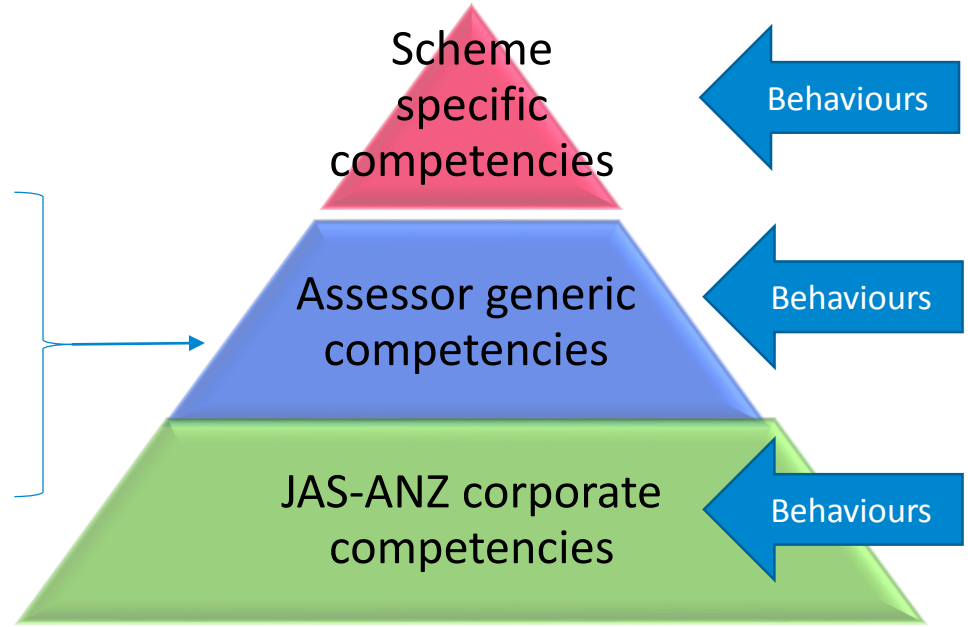 Scheme
specific
competencies
Behaviours
Assessor generic
competencies
Behaviours
JAS-ANZ corporate
competencies
Behaviours